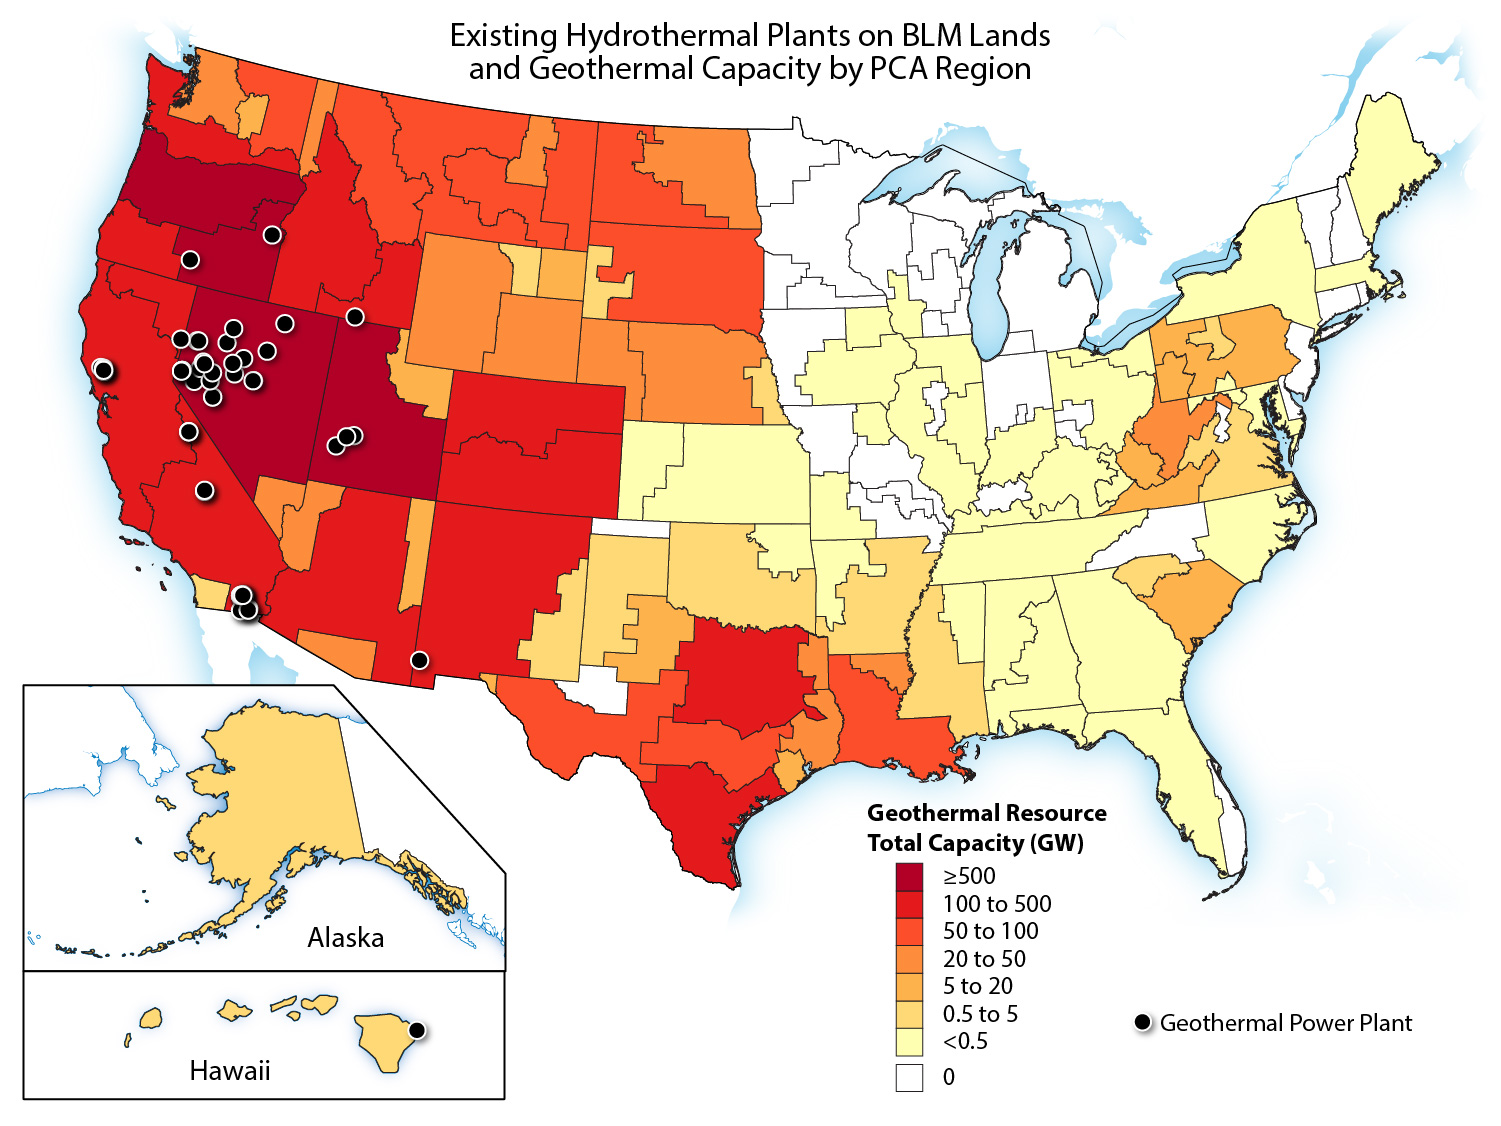 Existing Hydrothermal Plants on BLM Lands
and Geothermal Capacity by PCA Region
Geothermal Resource
Total Capacity (GW)
≥500
100 to 500
50 to 100
20 to 50
5 to 20
0.5 to 5
<0.5
0
Geothermal Power Plant
Alaska
Hawaii